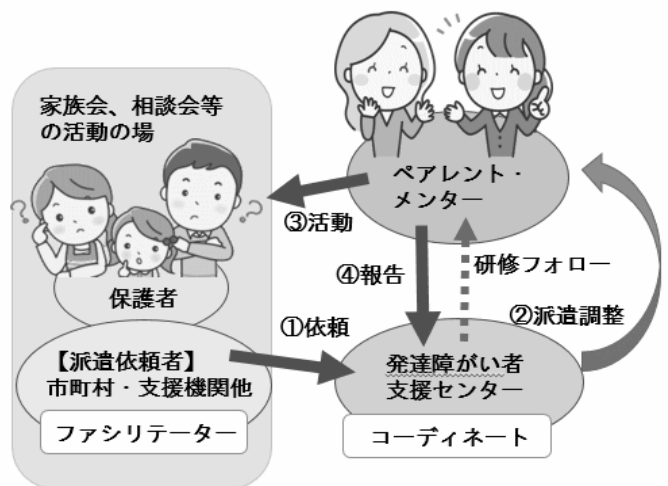 家族会、相談会等
の活動の場
?
?
保護者
【派遣依頼者】
市町村・支援機関他
ファシリテーター
ペアレント・
メンター
③活動
④報告
研修フォロー
①依頼
②派遣調整
発達障がい者
支援センター
コーディネート